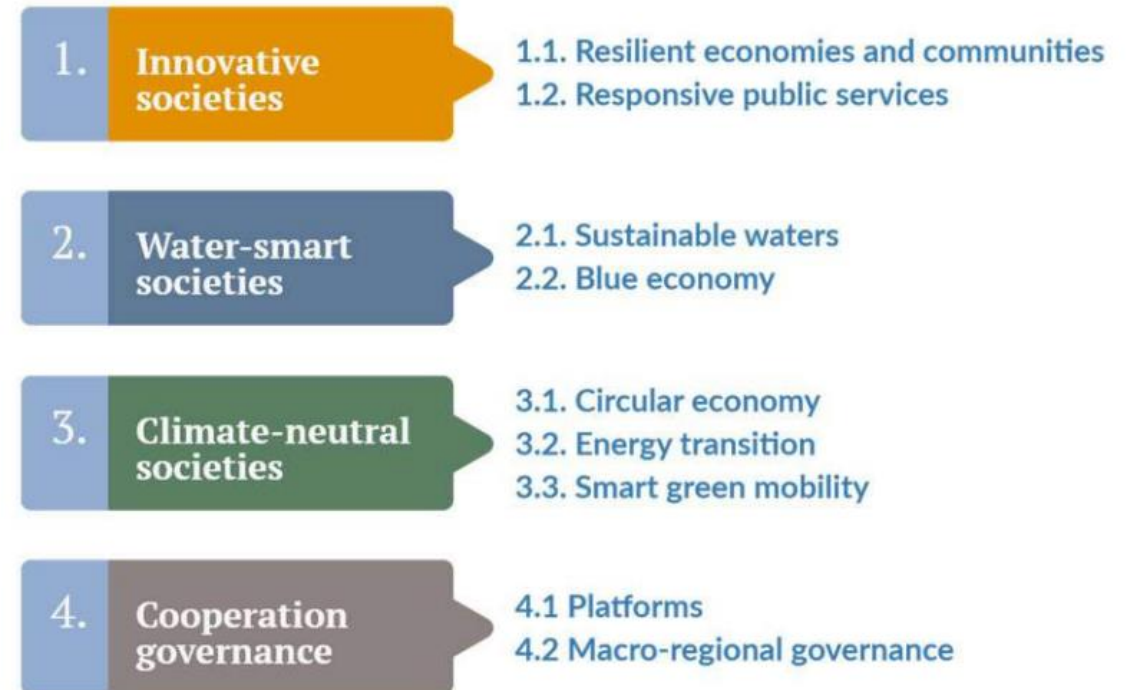 1.
Innovative
societies
1.1. Resilient economies and communities
1.2. Responsive public services
2.
Water-smart
societies
2.1. Sustainable waters
2.2. Blue economy
3.
Climate-neutral
societies
3.1. Circular economy
3.2. Energy transition
3.3. Smart green mobility
4.
Cooperation
governance
4.1 Platforms
4.2 Macro-regional governance